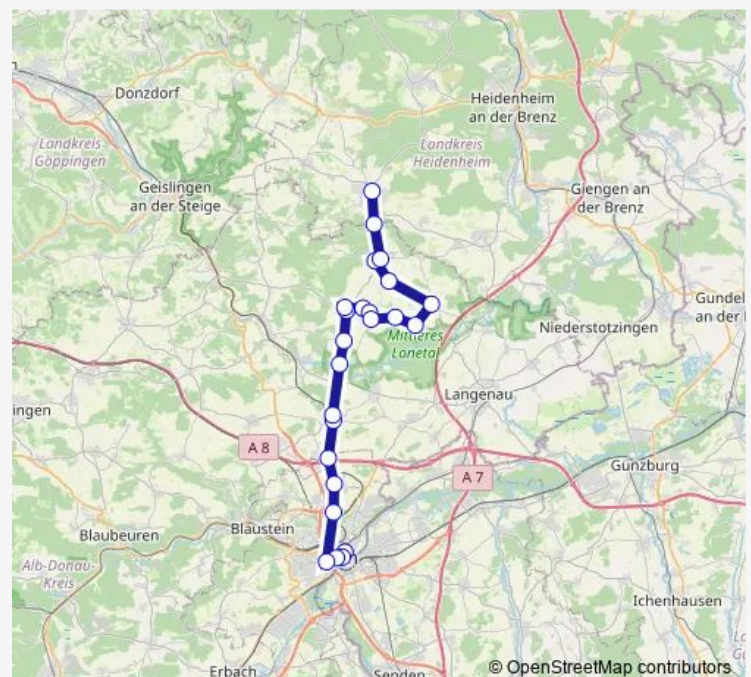 Donzdorf
Heidenheim
an der Brenz
Landkreis
Göppingen
Landkreis
Heidenheim
Geislingen
an der Steige
Giengen an
der Brenz
Mittleres
Lonetal
Niederstotzingen
Gundel
an der
ingen
Langenau
A 8
A 7
Günzburg
Blaustein
Blaubeuren
Alb-Donau-
Kreis
Ichenhausen
Erbach
Senden
© OpenStreetMap contributors